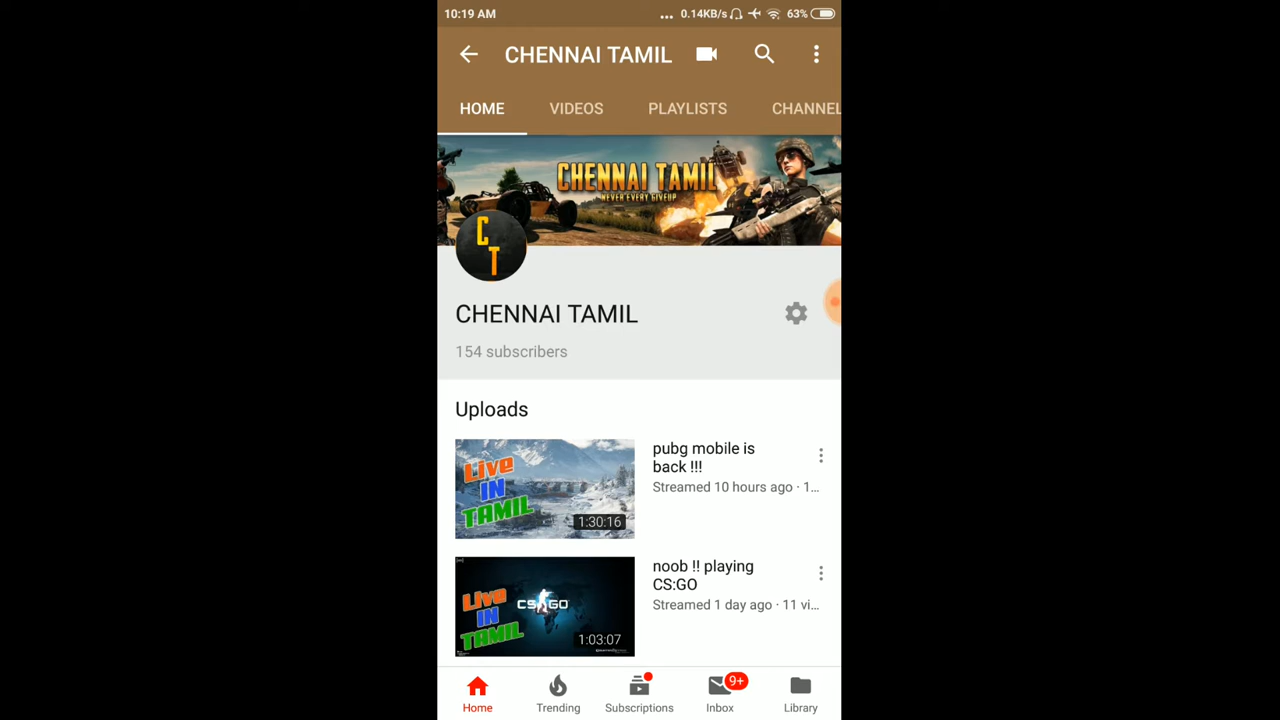 10:19 AM ... 0.14KB/s 63%
CHENNAI TAMIL
HOME VIDEOS PLAYLISTS CHANNEL
CHENNAI TAMIL
NEVER EVERY GIVEUP
C
T
CHENNAI TAMIL
154 subscribers
Uploads
Live
IN
TAMIL
1:30:16
pubg mobile is
back !!!
Streamed 10 hours ago · 1...
Live
IN
TAMIL
CS GO
1:03:07
noob !! playing
CS:GO
Streamed 1 day ago · 11 vi...
9+
Home Trending Subscriptions Inbox Library